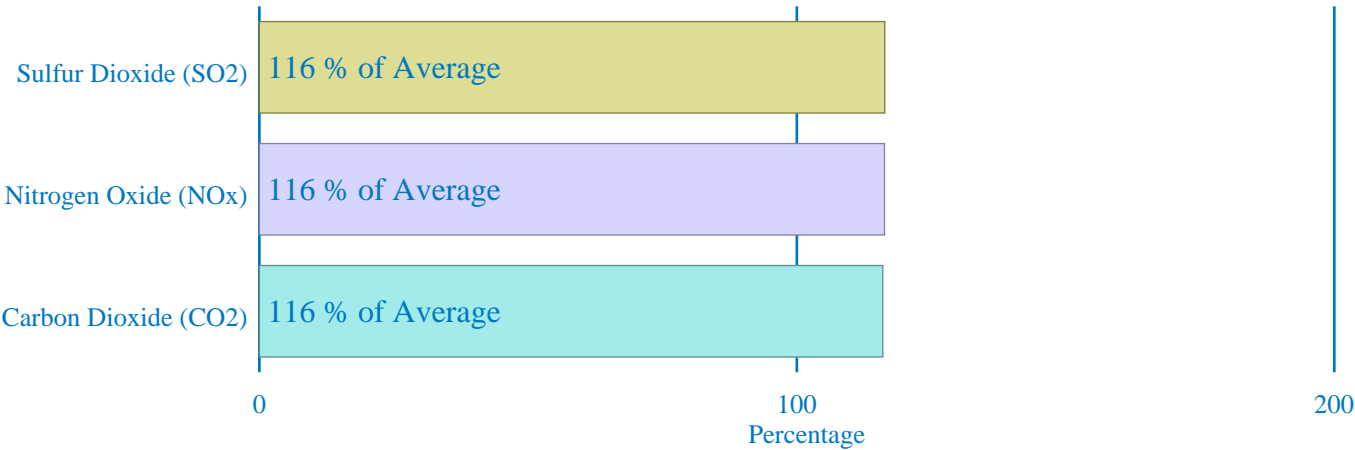 Sulfur Dioxide (SO2)
116 % of Average
Nitrogen Oxide (NOx)
116 % of Average
Carbon Dioxide (CO2)
116 % of Average
0
100
200
Percentage